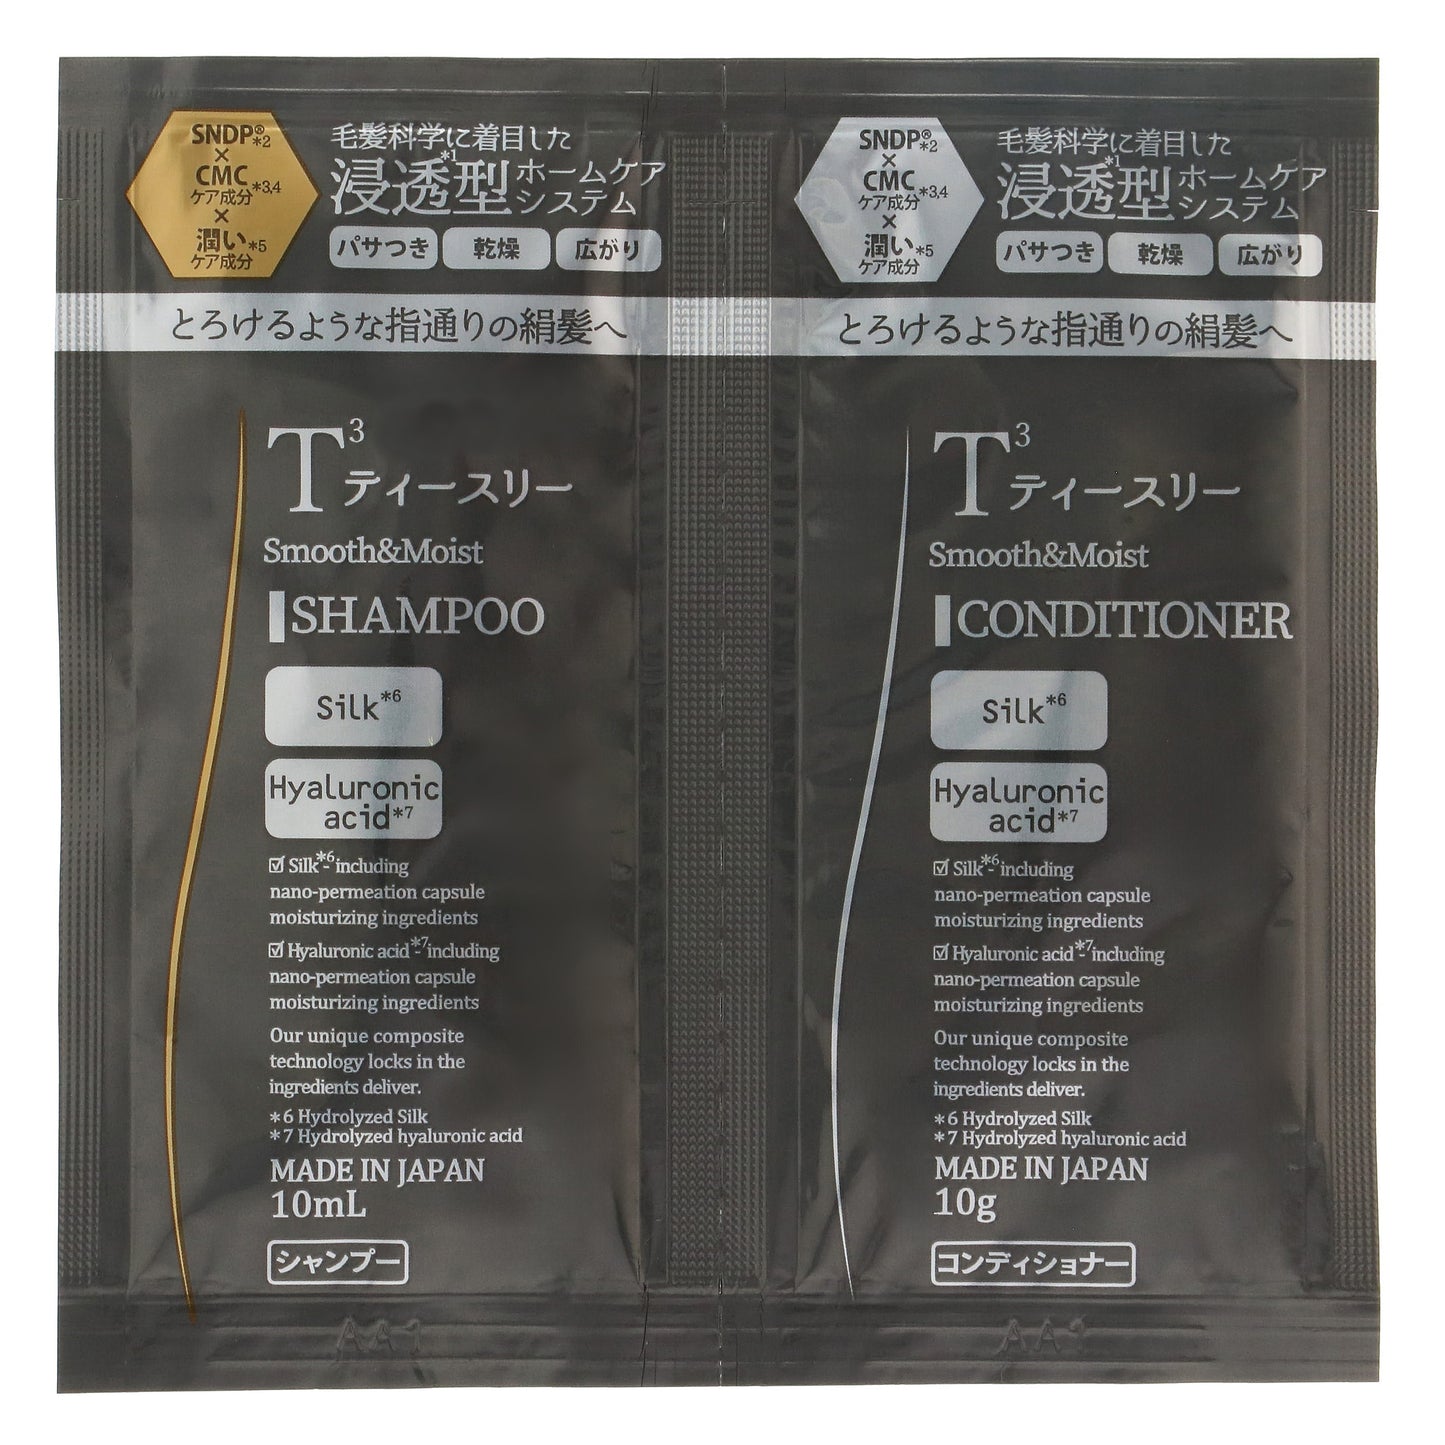 SNDP®*2
×
CMC*3,4
ケア成分
×
潤い*5
ケア成分
毛髪科学に着目した
浸透型*1ホームケア
システム
パサつき 乾燥 広がり
とろけるような指通りの絹髪へ
T³ティースリー
Smooth&Moist
SHAMPOO
Silk*6
Hyaluronic
acid*7
☑ Silk*6-including
nano-permeation capsule
moisturizing ingredients
☑ Hyaluronic acid*7-including
nano-permeation capsule
moisturizing ingredients
Our unique composite
technology locks in the
ingredients deliver.
*6 Hydrolyzed Silk
*7 Hydrolyzed hyaluronic acid
MADE IN JAPAN
10mL
シャンプー
AA1
SNDP®*2
×
CMC*3,4
ケア成分
×
潤い*5
ケア成分
毛髪科学に着目した
浸透型*1ホームケア
システム
パサつき 乾燥 広がり
とろけるような指通りの絹髪へ
T³ティースリー
Smooth&Moist
CONDITIONER
Silk*6
Hyaluronic
acid*7
☑ Silk*6-including
nano-permeation capsule
moisturizing ingredients
☑ Hyaluronic acid*7-including
nano-permeation capsule
moisturizing ingredients
Our unique composite
technology locks in the
ingredients deliver.
*6 Hydrolyzed Silk
*7 Hydrolyzed hyaluronic acid
MADE IN JAPAN
10g
コンディショナー
AA1